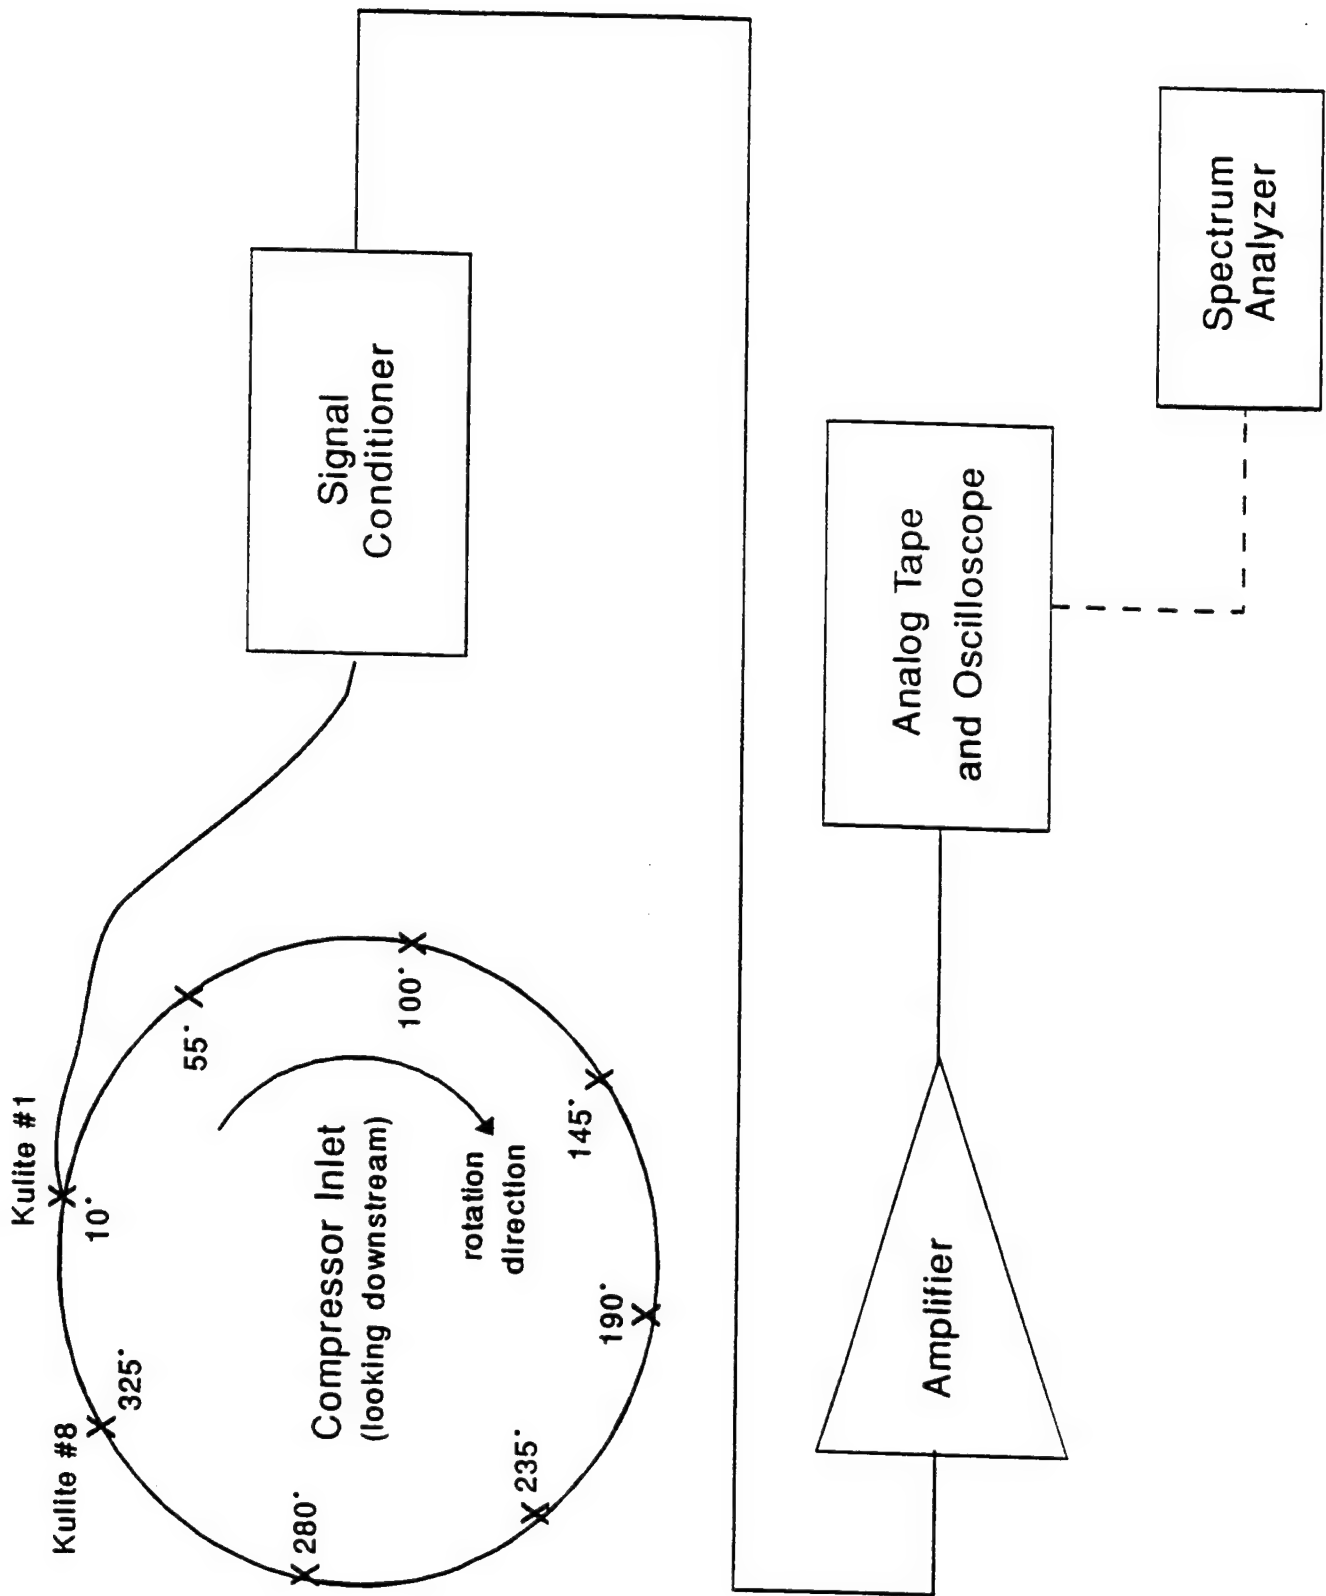 Kulite #8
Kulite #1
325°
10°
280°
55°
Compressor Inlet
(looking downstream)
100°
235°
rotation
direction
145°
190°
Signal
Conditioner
Amplifier
Analog Tape
and Oscilloscope
Spectrum
Analyzer